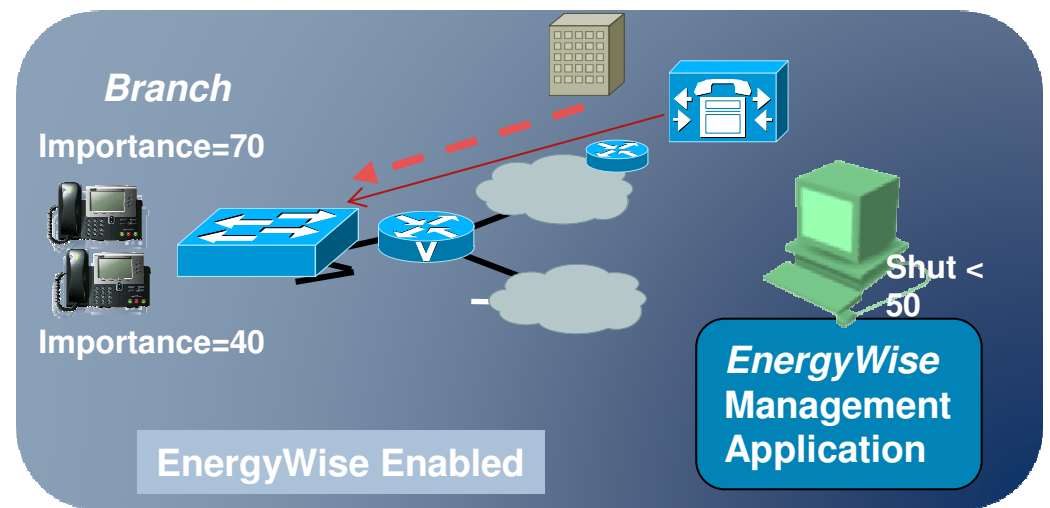 Branch
Importance=70
V
Shut <
50
Importance=40
EnergyWise
Management
Application
EnergyWise Enabled